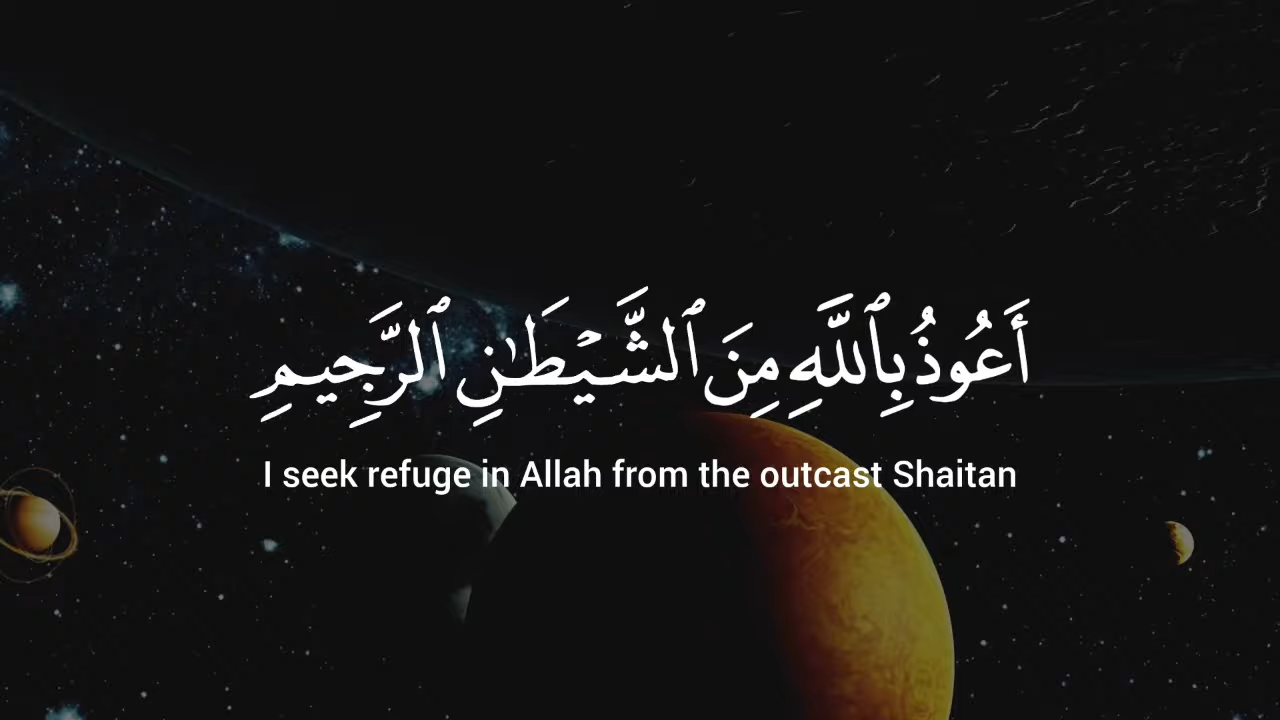 أَعُوذُ بِٱللَّهِ مِنَ ٱلشَّيْطَٰنِ ٱلرَّجِيمِ
I seek refuge in Allah from the outcast Shaitan